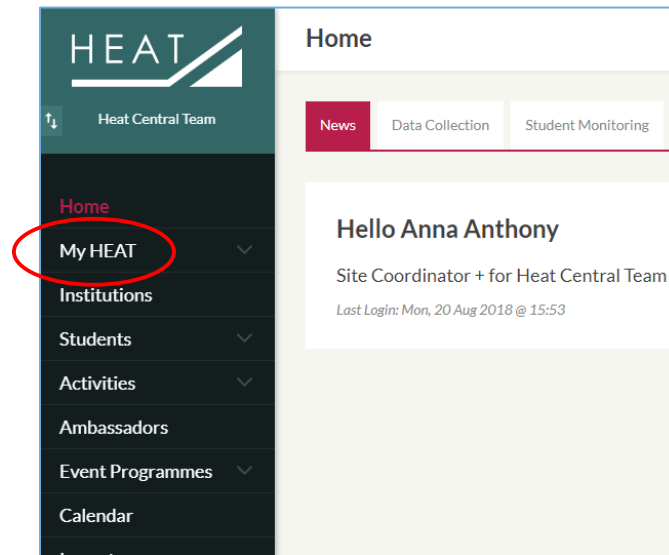 HEAT
Heat Central Team
Home
My HEAT
Institutions
Students
Activities
Ambassadors
Event Programmes
Calendar
Home
News Data Collection Student Monitoring
Hello Anna Anthony
Site Coordinator + for Heat Central Team
Last Login: Mon, 20 Aug 2018 @ 15:53